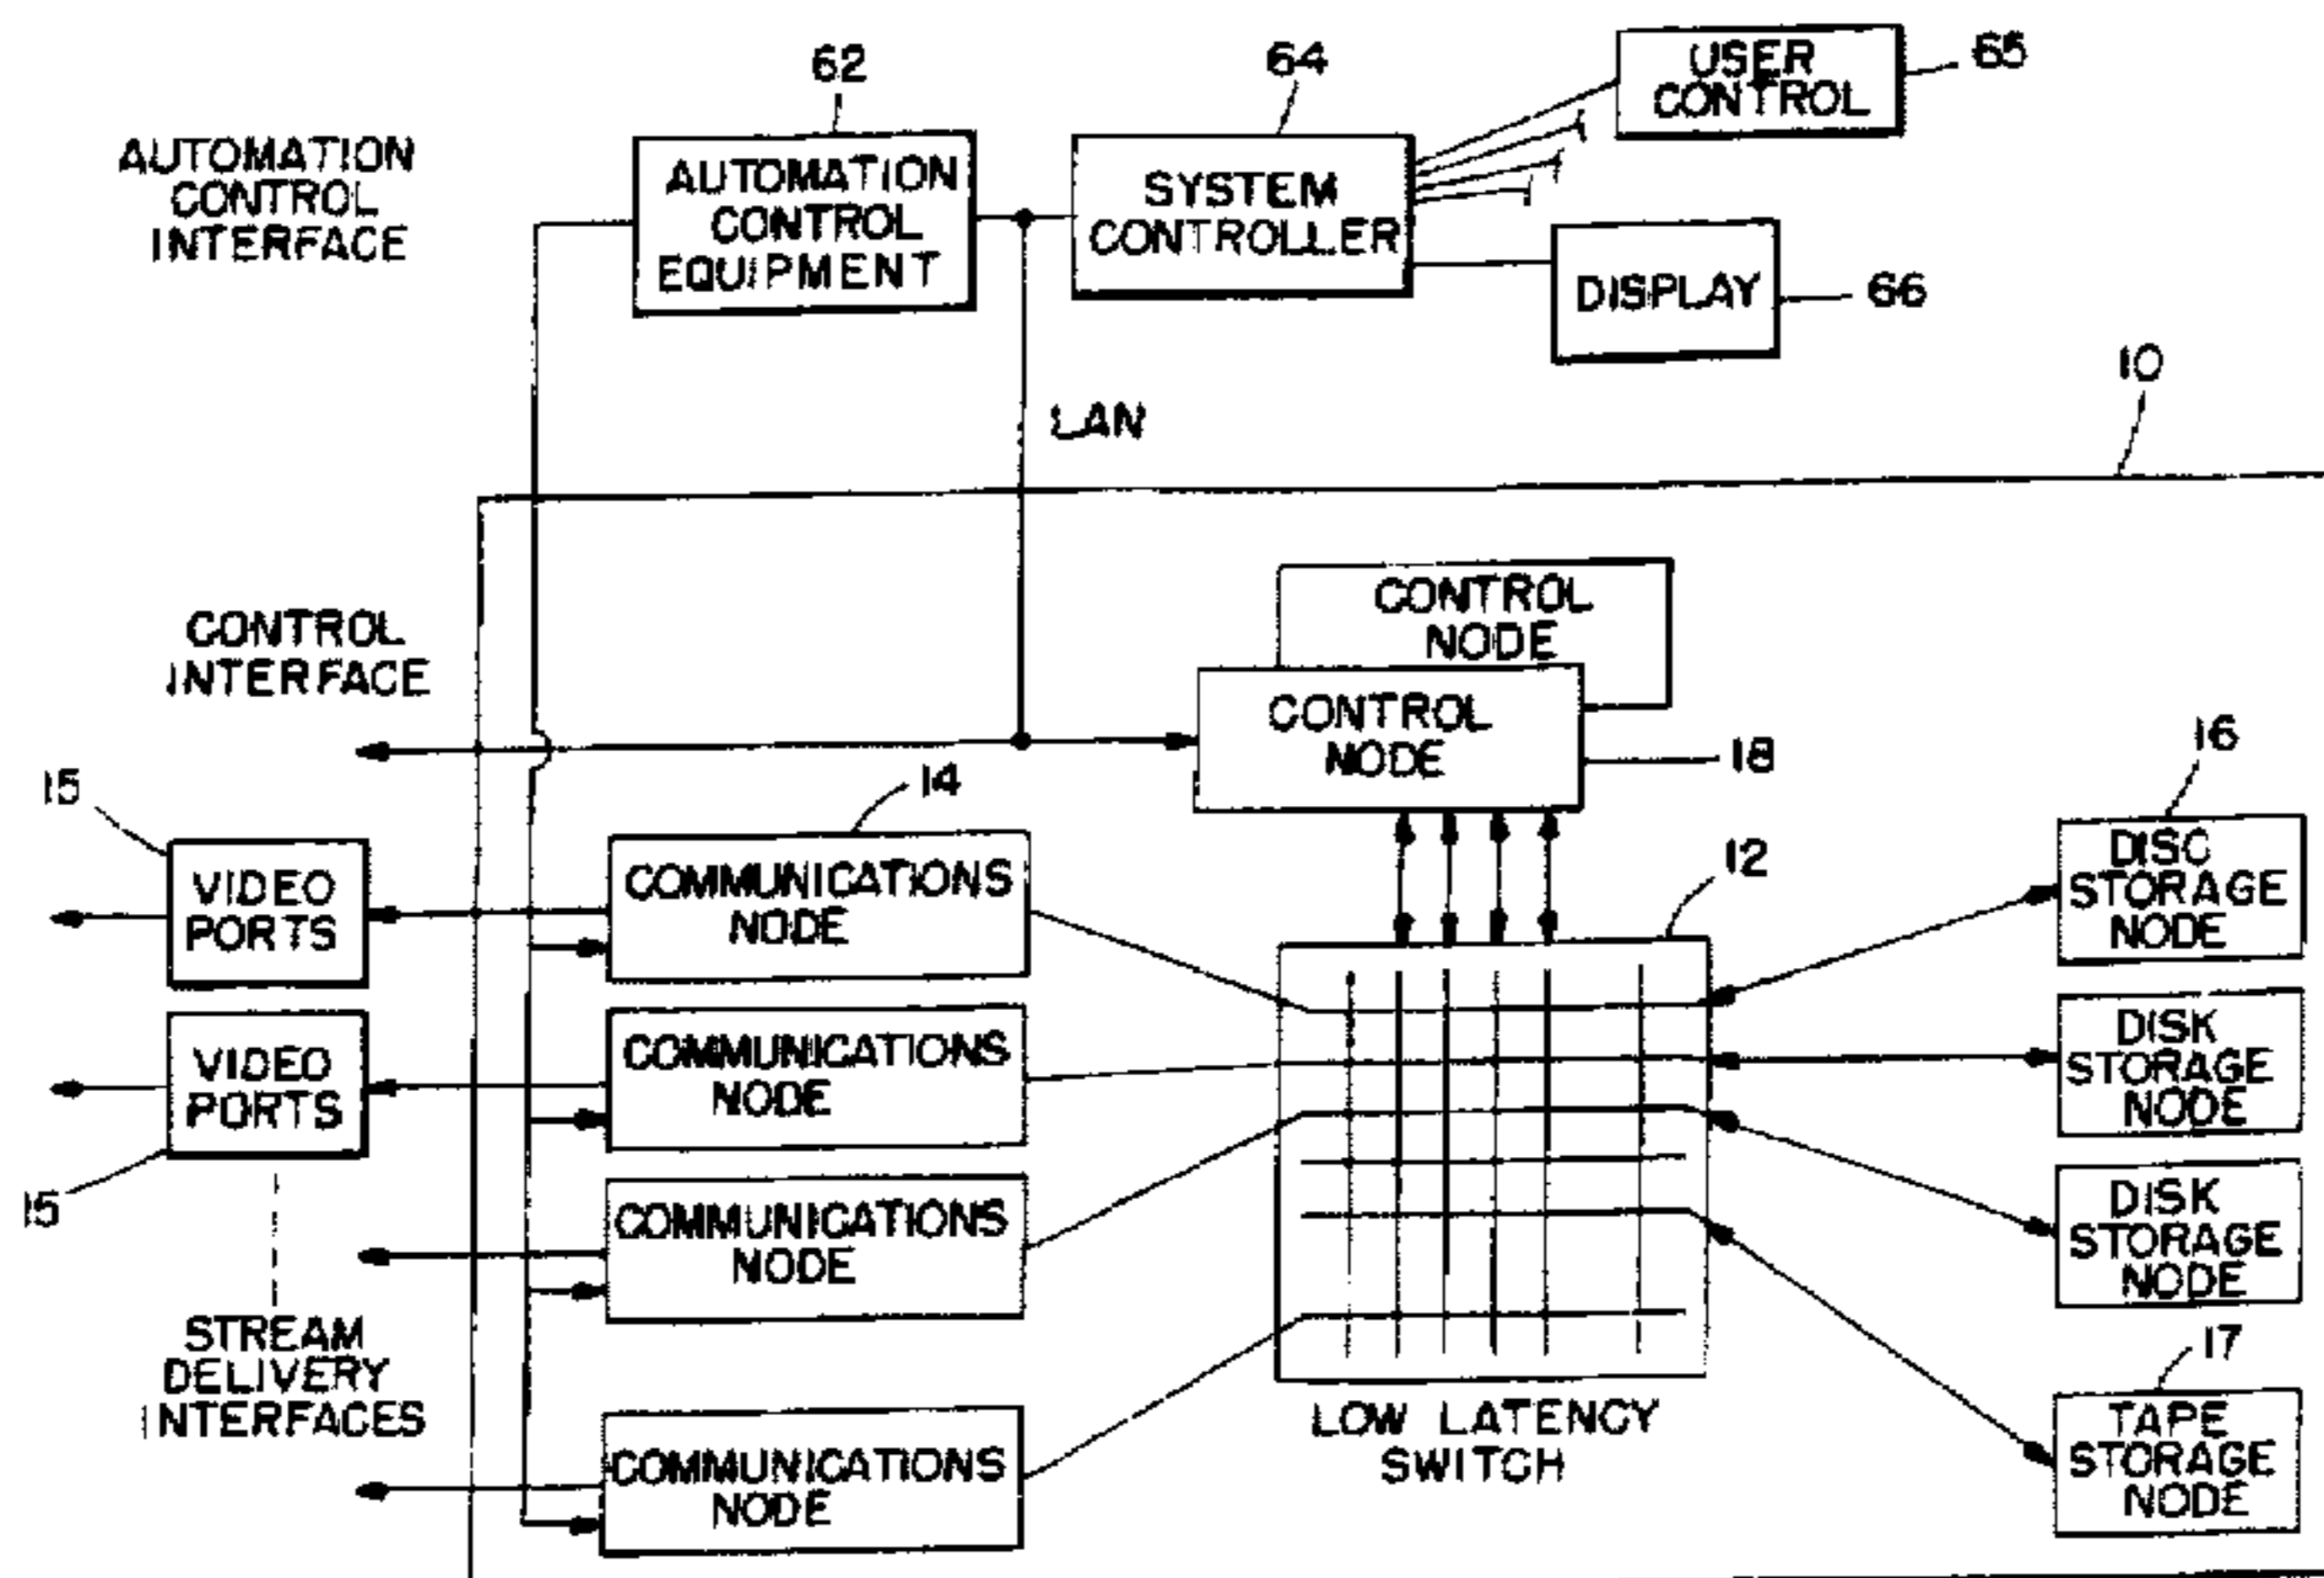 62
64
USER
CONTROL
65
AUTOMATION
CONTROL
INTERFACE
AUTOMATION
CONTROL
EQUIPMENT
SYSTEM
CONTROLLER
DISPLAY
66
10
LAN
CONTROL
NODE
CONTROL
INTERFACE
CONTROL
NODE
18
16
15
14
12
VIDEO
PORTS
COMMUNICATIONS
NODE
DISC
STORAGE
NODE
VIDEO
PORTS
COMMUNICATIONS
NODE
DISK
STORAGE
NODE
15
COMMUNICATIONS
NODE
DISK
STORAGE
NODE
STREAM
DELIVERY
INTERFACES
17
LOW LATENCY
SWITCH
COMMUNICATIONS
NODE
TAPE
STORAGE
NODE